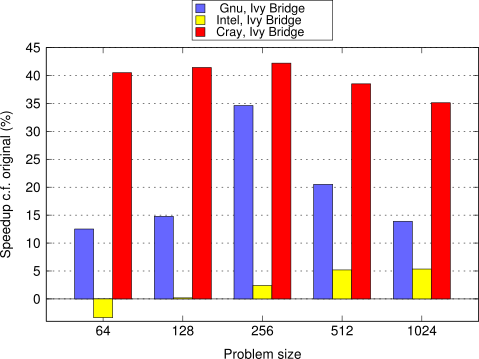 Gnu, Ivy Bridge
Intel, Ivy Bridge
Cray, Ivy Bridge
45
40
35
30
25
20
15
10
5
0
Speedup c.f. original (%)
64 128 256 512 1024
Problem size